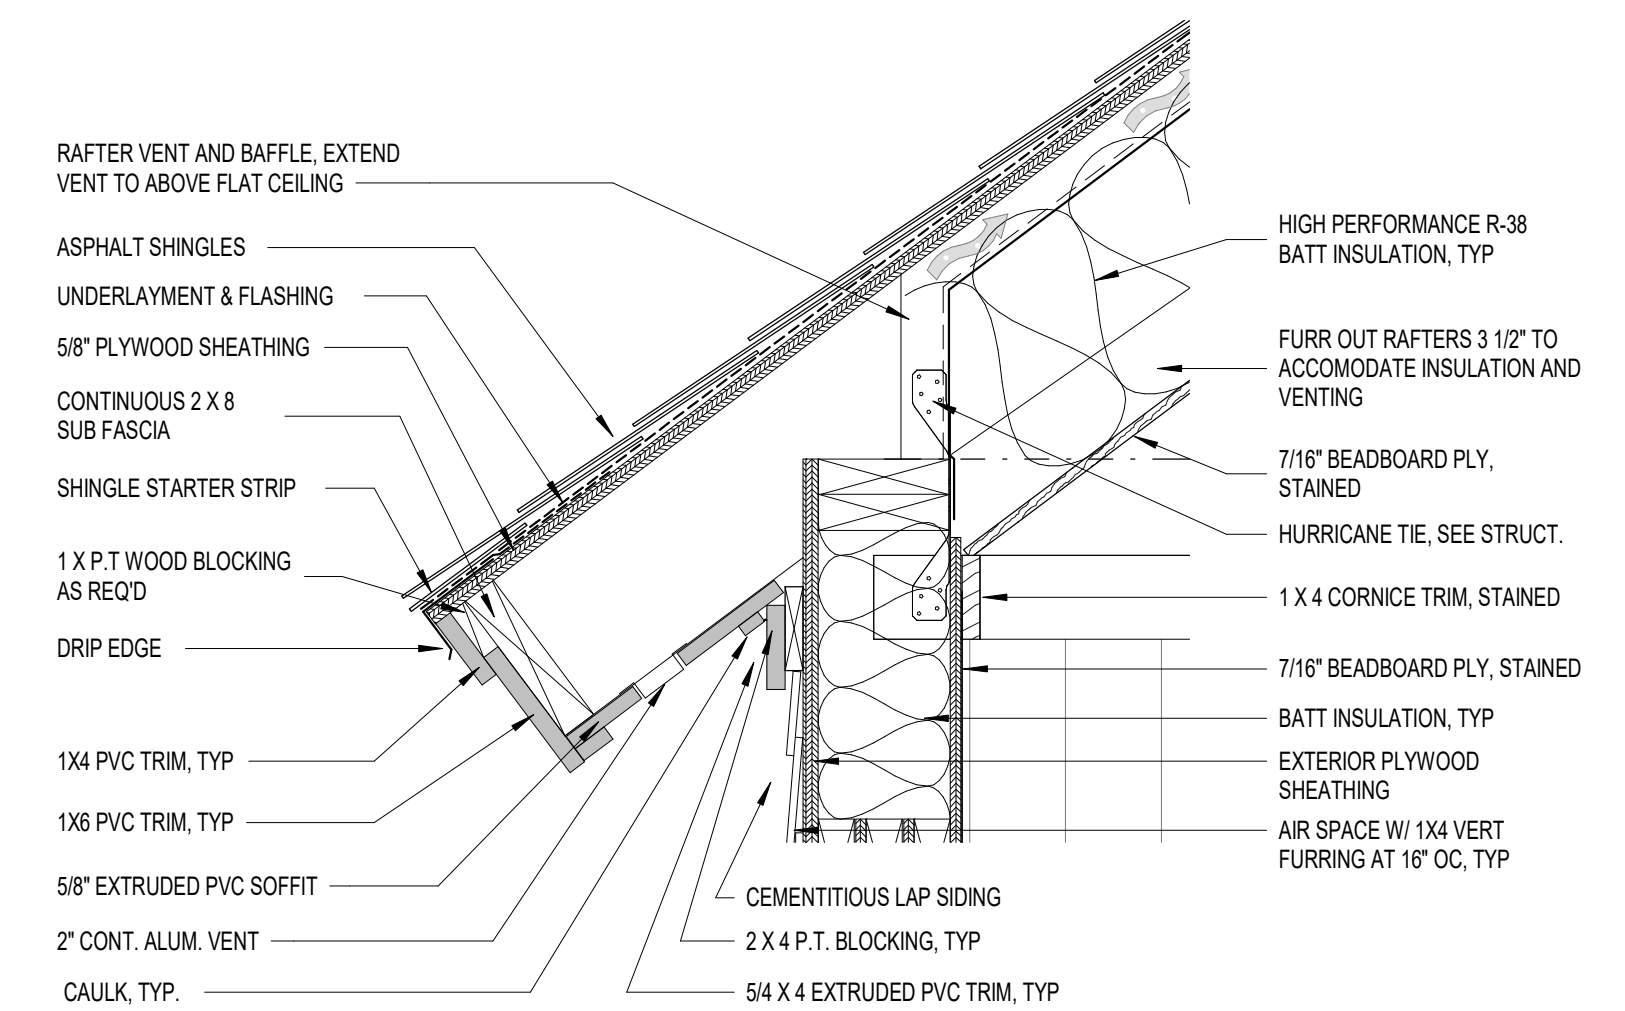 RAFTER VENT AND BAFFLE, EXTEND
VENT TO ABOVE FLAT CEILING
ASPHALT SHINGLES
UNDERLAYMENT & FLASHING
5/8" PLYWOOD SHEATHING
CONTINUOUS 2 X 8
SUB FASCIA
SHINGLE STARTER STRIP
1 X P.T WOOD BLOCKING
AS REQ'D
DRIP EDGE
1X4 PVC TRIM, TYP
1X6 PVC TRIM, TYP
5/8" EXTRUDED PVC SOFFIT
2" CONT. ALUM. VENT
CAULK, TYP.
CEMENTITIOUS LAP SIDING
2 X 4 P.T. BLOCKING, TYP
5/4 X 4 EXTRUDED PVC TRIM, TYP
HIGH PERFORMANCE R-38
BATT INSULATION, TYP
FURR OUT RAFTERS 3 1/2" TO
ACCOMODATE INSULATION AND
VENTING
7/16" BEADBOARD PLY,
STAINED
HURRICANE TIE, SEE STRUCT.
1 X 4 CORNICE TRIM, STAINED
7/16" BEADBOARD PLY, STAINED
BATT INSULATION, TYP
EXTERIOR PLYWOOD
SHEATHING
AIR SPACE W/ 1X4 VERT
FURRING AT 16" OC, TYP